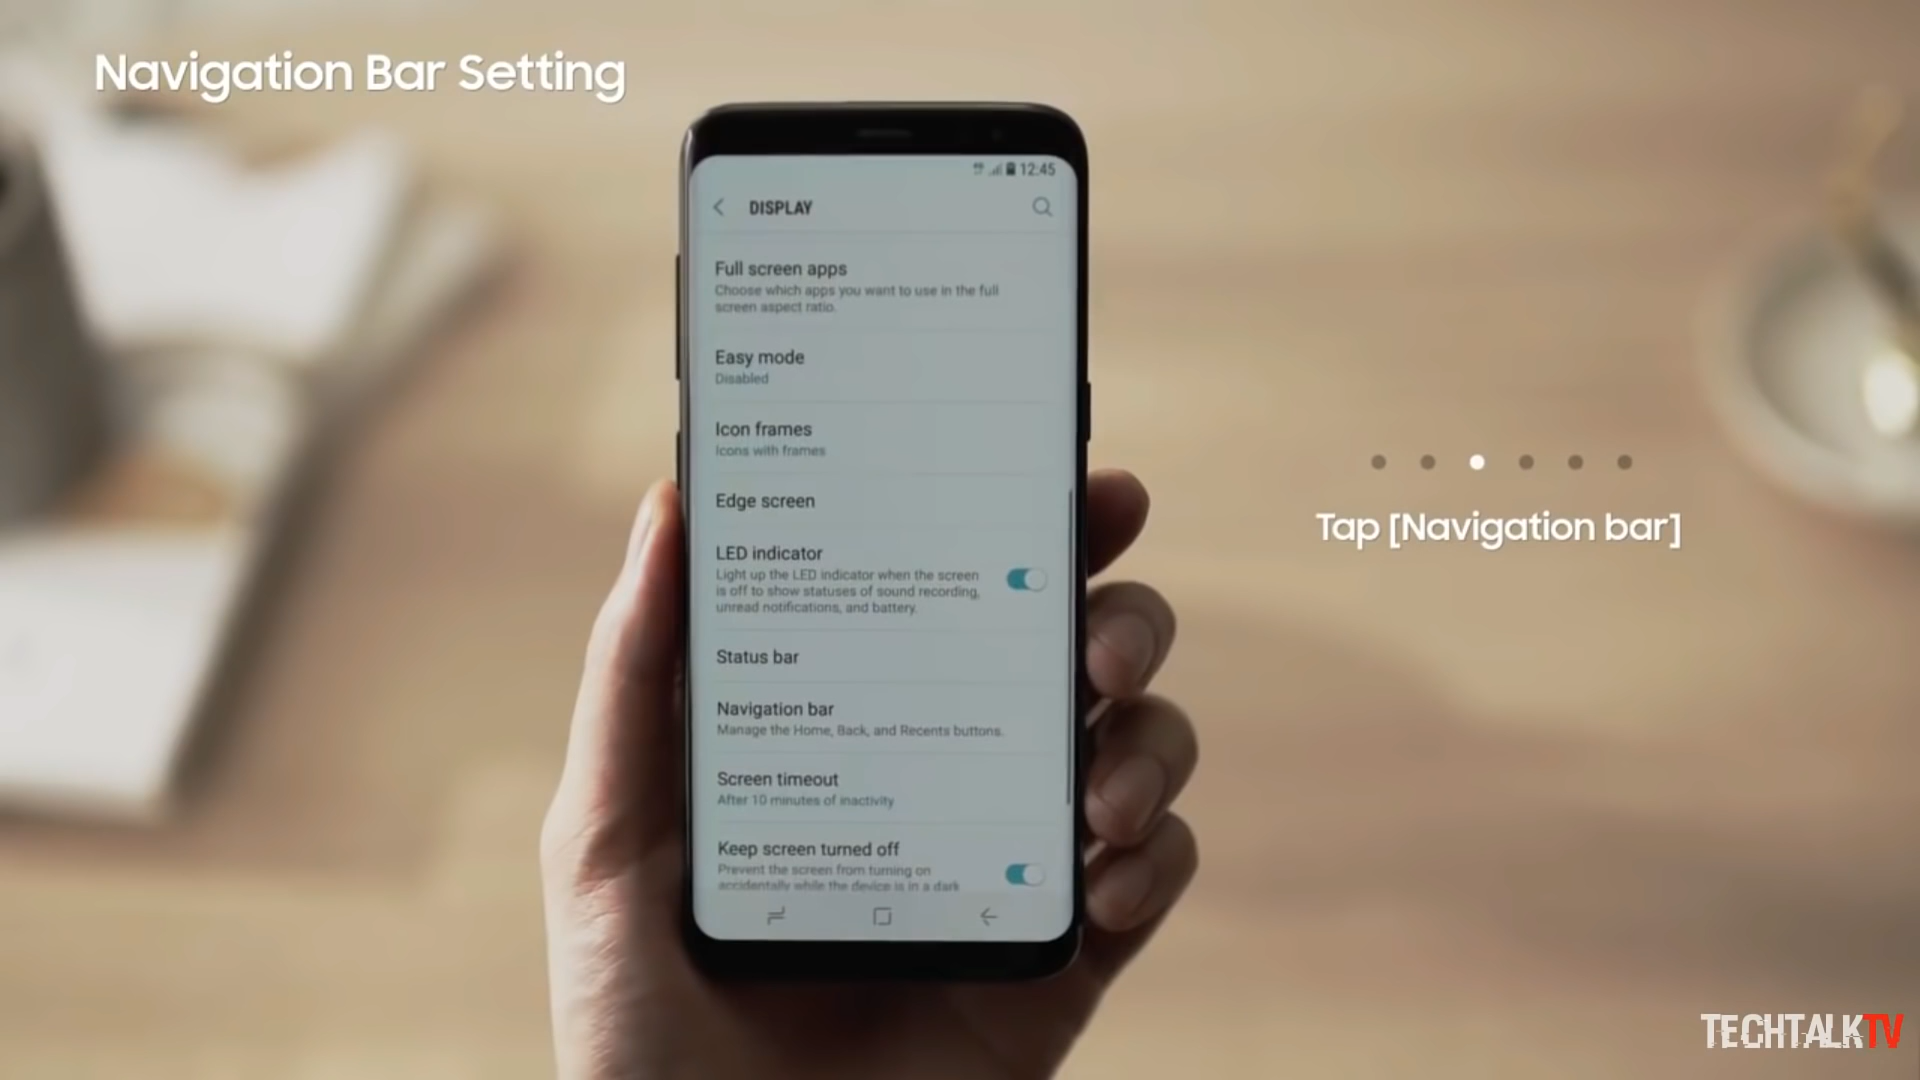 Navigation Bar Setting
12:45
DISPLAY
Full screen apps
Choose which apps you want to use in the full
screen aspect ratio.
Easy mode
Disabled
Icon frames
Icons with frames
Edge screen
LED indicator
Light up the LED indicator when the screen
is off to show statuses of sound recording,
unread notifications, and battery.
Status bar
Navigation bar
Manage the Home, Back, and Recents buttons.
Screen timeout
After 10 minutes of inactivity
Keep screen turned off
Prevent the screen from turning on
accidentally while the device is in a dark
Tap [Navigation bar]
TECHTALKTV